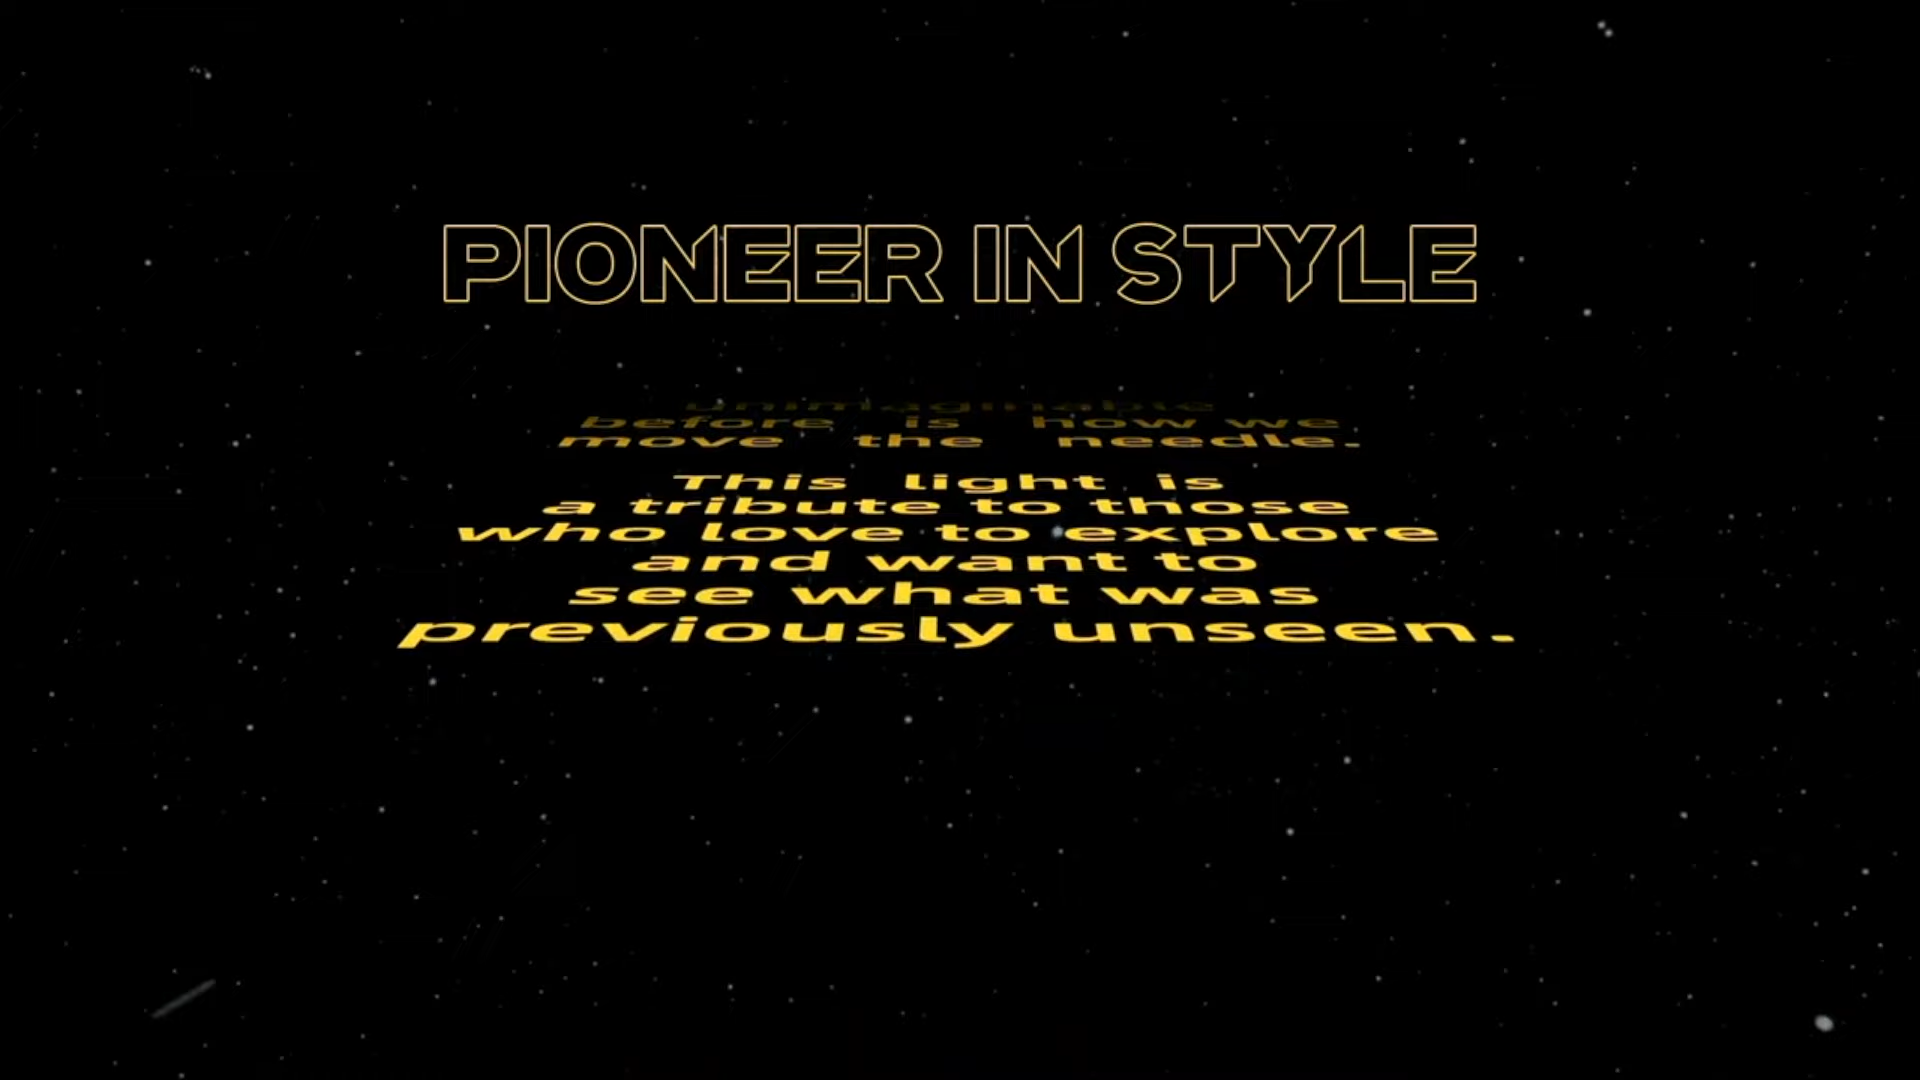 PIONEER IN STYLE
unimaginable
before is how we
move the needle.
This light is
a tribute to those
who love to explore
and want to
see what was
previously unseen.